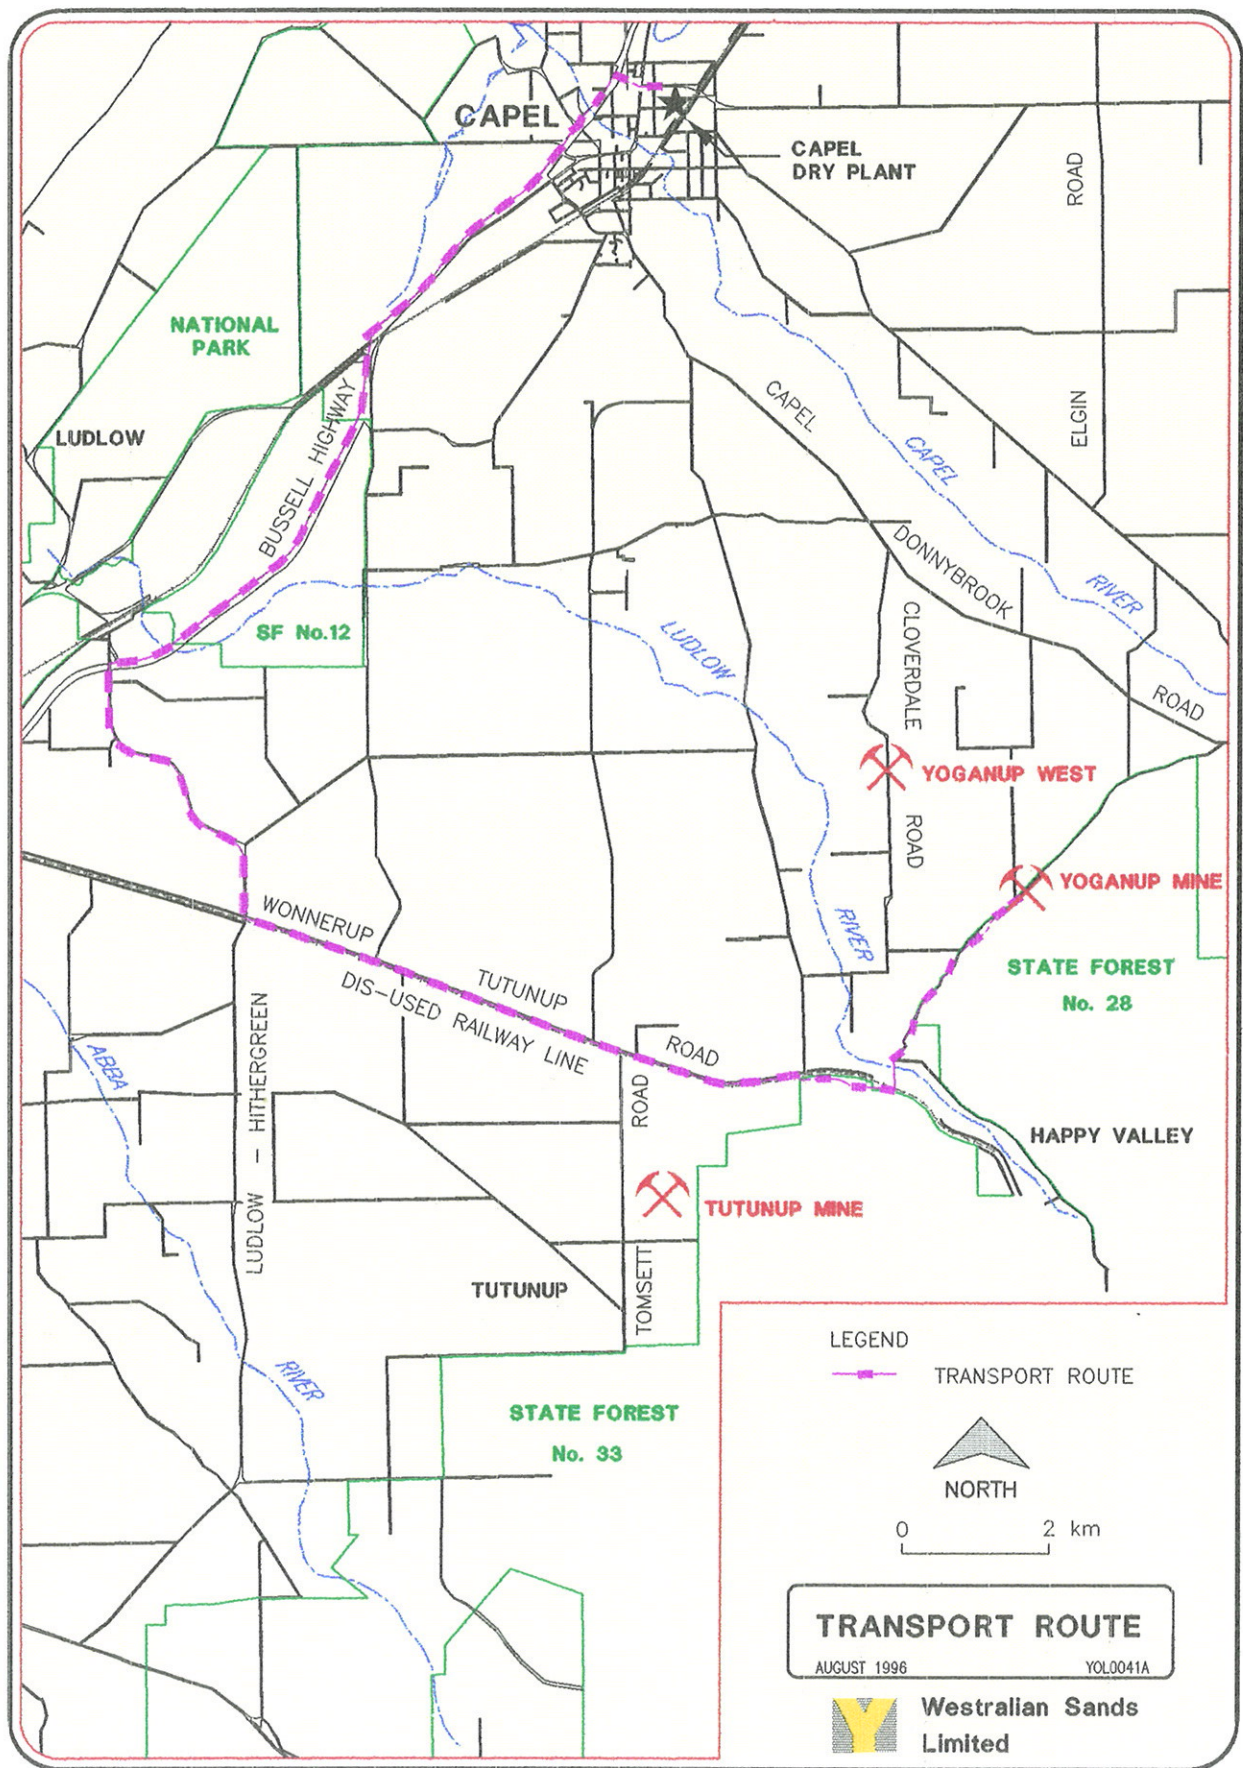 CAPEL
CAPEL
DRY PLANT
ROAD
NATIONAL
PARK
LUDLOW
BUSSELL HIGHWAY
CAPEL
CAPEL
ELGIN
DONNYBROOK
RIVER
SF No.12
LUDLOW
CLOVERDALE
ROAD
YOGANUP WEST
ROAD
YOGANUP MINE
WONNERUP
RIVER
STATE FOREST
No. 28
TUTUNUP
DIS-USED RAILWAY LINE
ROAD
ABBA
LUDLOW - HITHERGREEN
ROAD
HAPPY VALLEY
TUTUNUP MINE
TUTUNUP
TOMSETT
RIVER
STATE FOREST
No. 33
LEGEND
TRANSPORT ROUTE
NORTH
0 2 km
TRANSPORT ROUTE
AUGUST 1996 YOL0041A
Westralian Sands
Limited